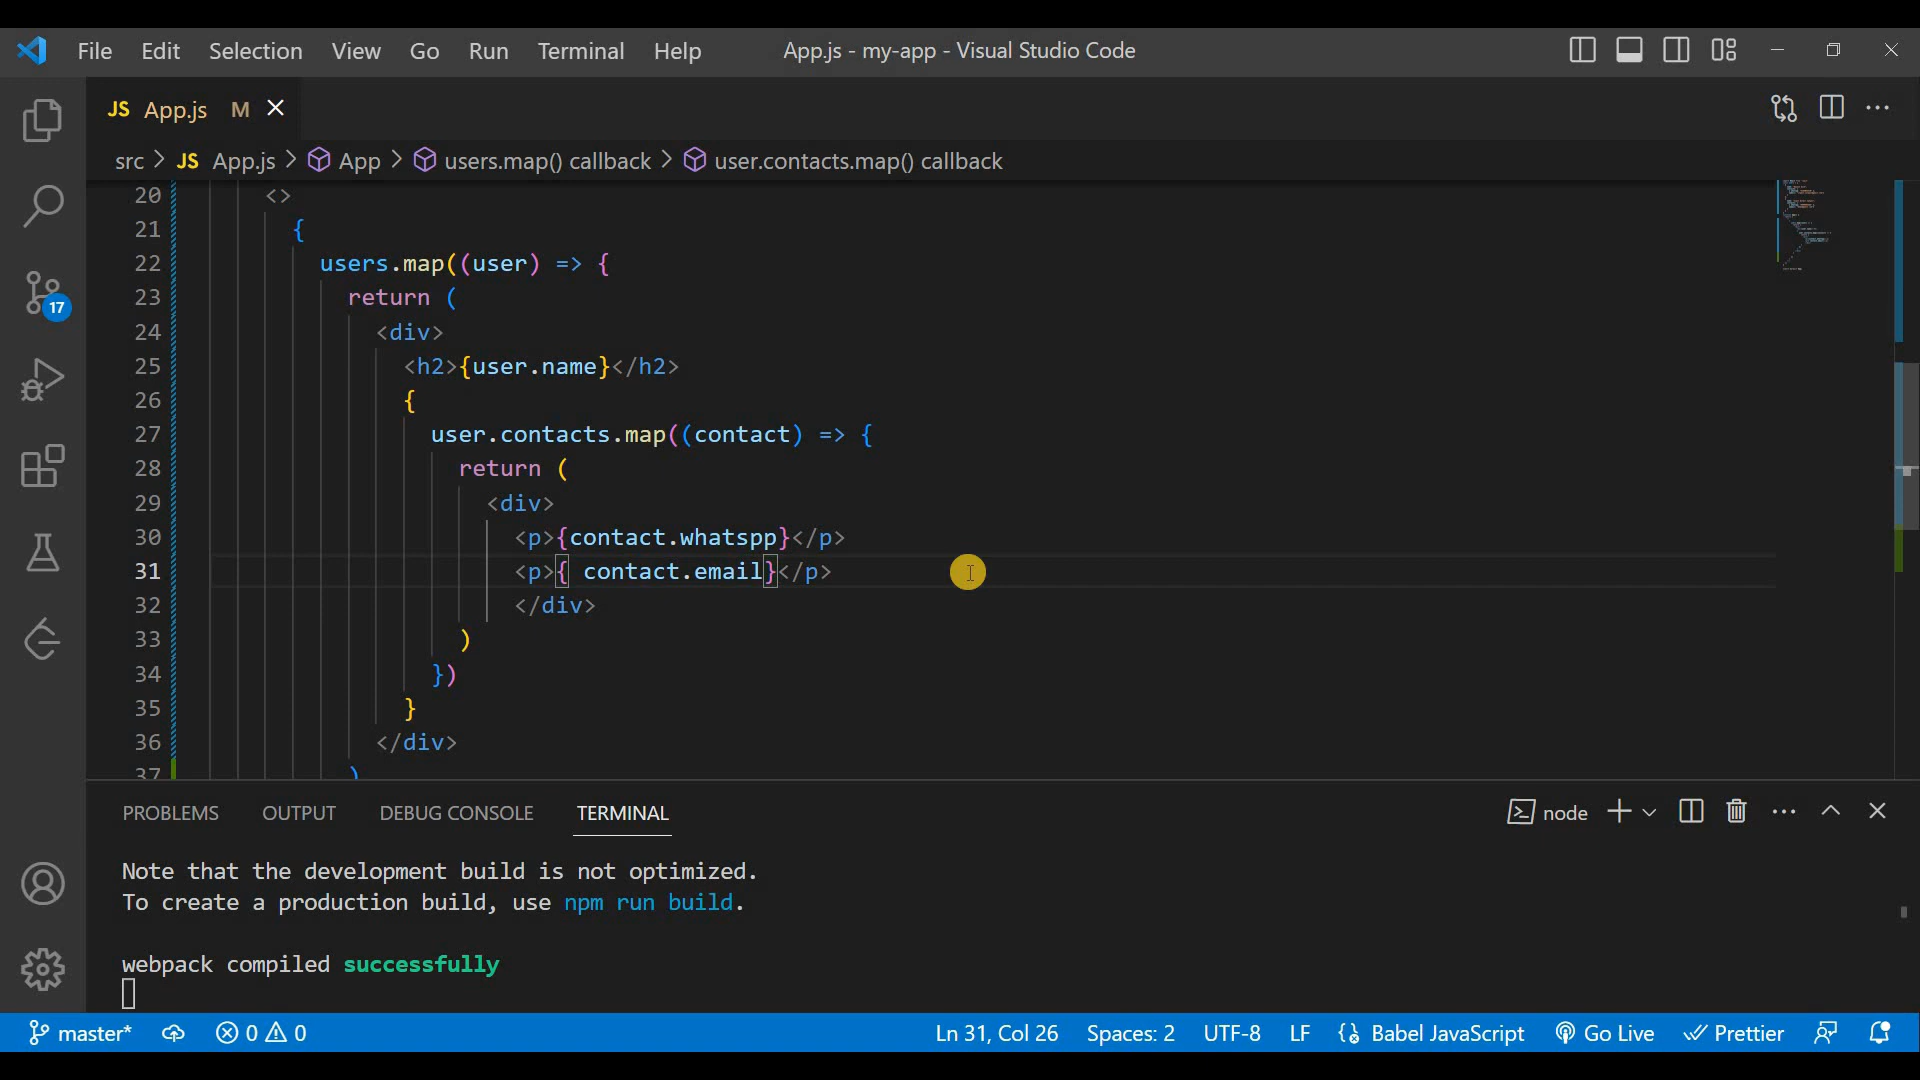 File Edit Selection View Go Run Terminal Help App.js - my-app - Visual Studio Code
JS App.js M
src > JS App.js > App > users.map() callback > user.contacts.map() callback
20 <>
21 {
22 users.map((user) => {
23 return (
24 <div>
25 <h2>{user.name}</h2>
26 {
27 user.contacts.map((contact) => {
28 return (
29 <div>
30 <p>{contact.whatspp}</p>
31 <p>{ contact.email}</p>
32 </div>
33 )
34 })
35 }
36 </div>
37 )
17
PROBLEMS OUTPUT DEBUG CONSOLE TERMINAL node
Note that the development build is not optimized.
To create a production build, use npm run build.
webpack compiled successfully
master* 0 0 Ln 31, Col 26 Spaces: 2 UTF-8 LF Babel JavaScript Go Live Prettier